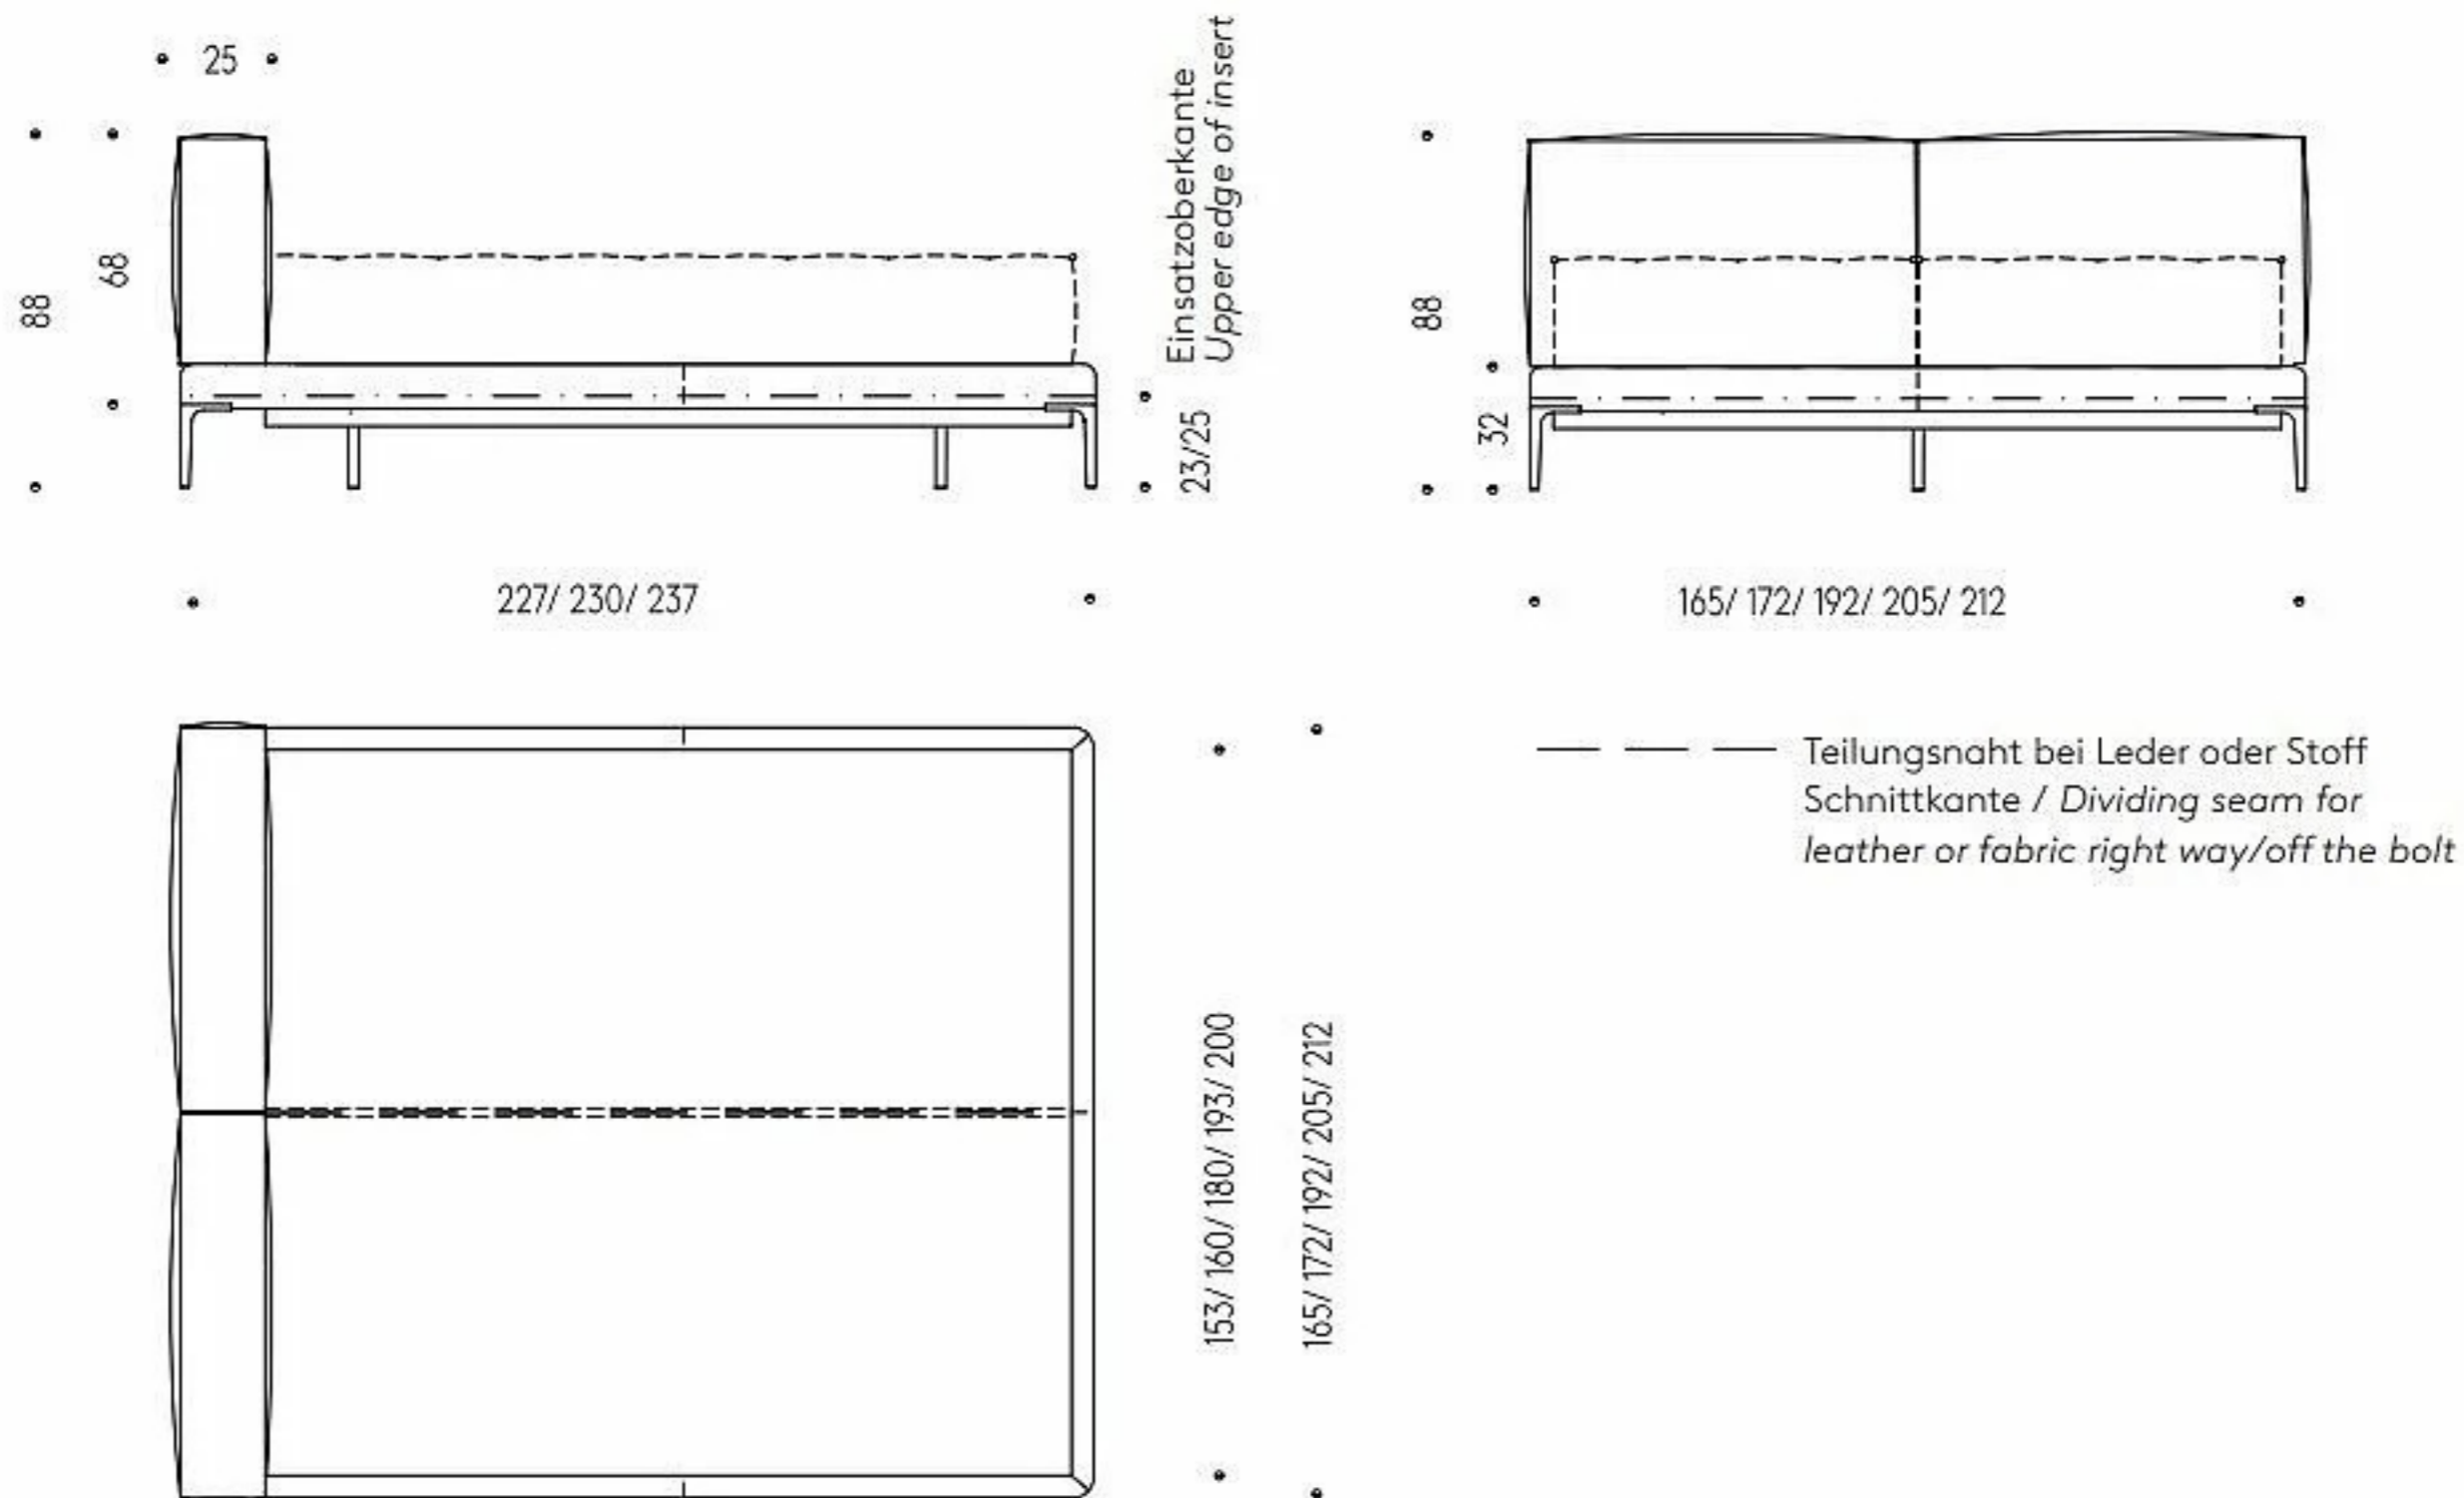 25
88
68
Einsatzoberkante
Upper edge of insert
23/25
88
32
227/ 230/ 237
165/ 172/ 192/ 205/ 212
153/ 160/ 180/ 193/ 200
165/ 172/ 192/ 205/ 212
Teilungsnaht bei Leder oder Stoff
Schnittkante / Dividing seam for
leather or fabric right way/off the bolt